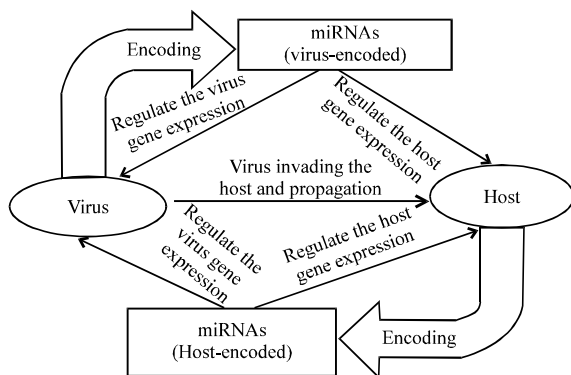 Encoding
miRNAs
(virus-encoded)
Regulate the virus
gene expression
Regulate the host
gene expression
Virus invading the
host and propagation
Virus
Host
Regulate the
virus gene
expression
Regulate the host
gene expression
miRNAs
(Host-encoded)
Encoding